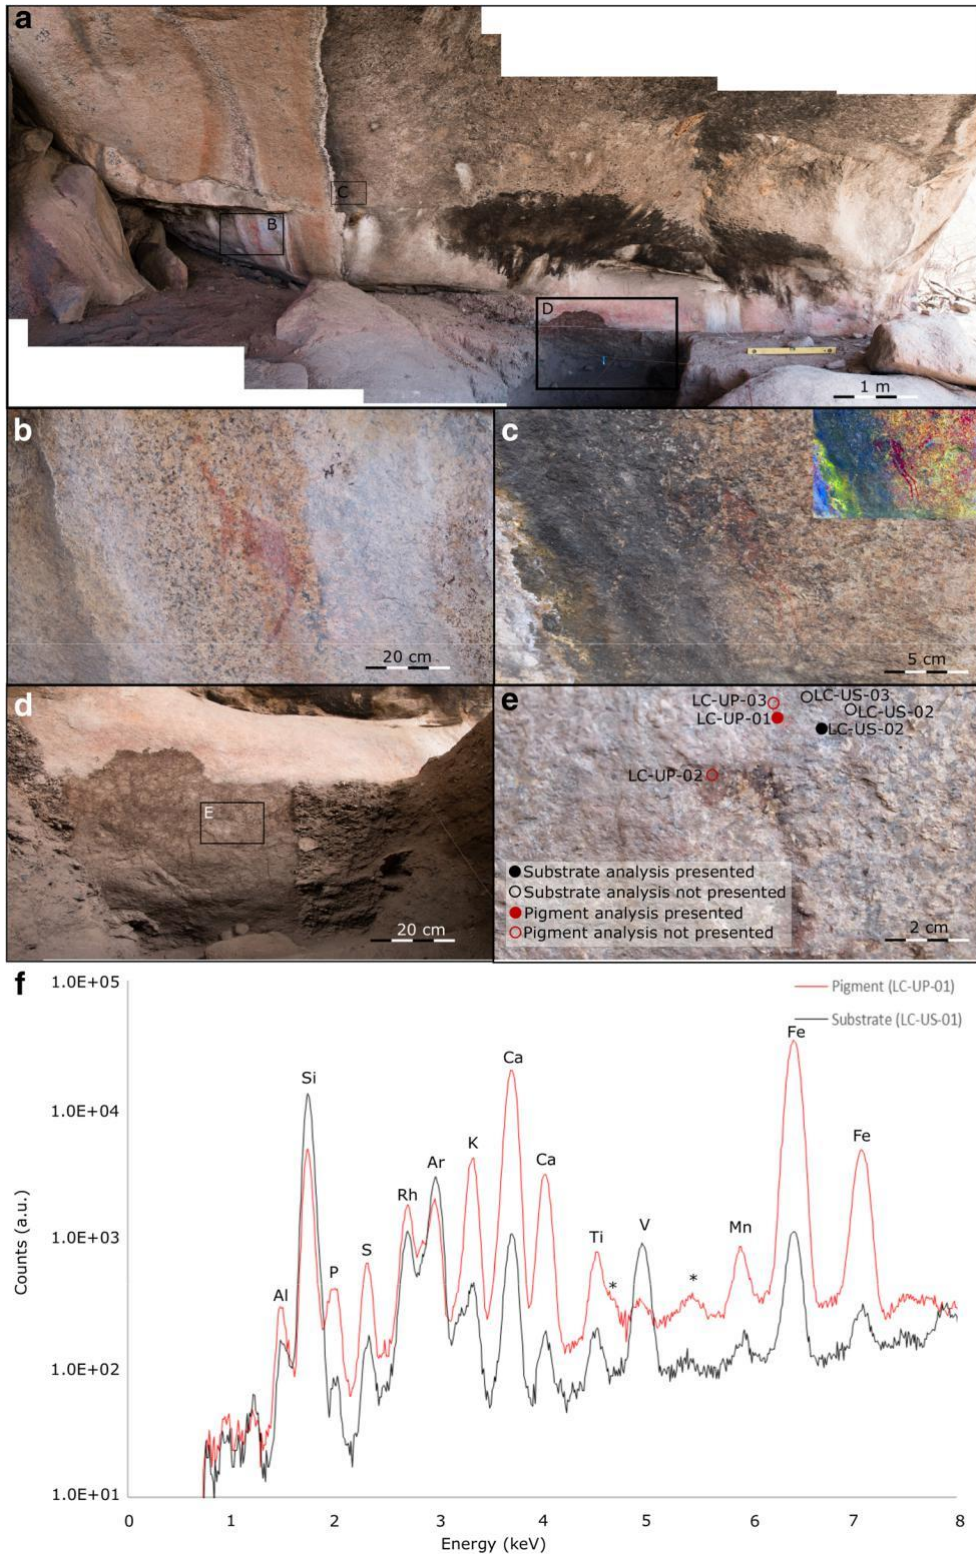 a
C
B
D
1 m
b
20 cm
c
5 cm
d
E
20 cm
e
LC-UP-03
LC-US-03
LC-US-02
LC-UP-01
LC-US-02
LC-UP-02
Substrate analysis presented
Substrate analysis not presented
Pigment analysis presented
Pigment analysis not presented
2 cm
f
Pigment (LC-UP-01)
Substrate (LC-US-01)
Counts (a.u.)
1.0E+05
1.0E+04
1.0E+03
1.0E+02
1.0E+01
Al
Si
P
S
Rh
Ar
K
Ca
Ca
Ti
*
V
*
Mn
Fe
Fe
0 1 2 3 4 5 6 7 8
Energy (keV)